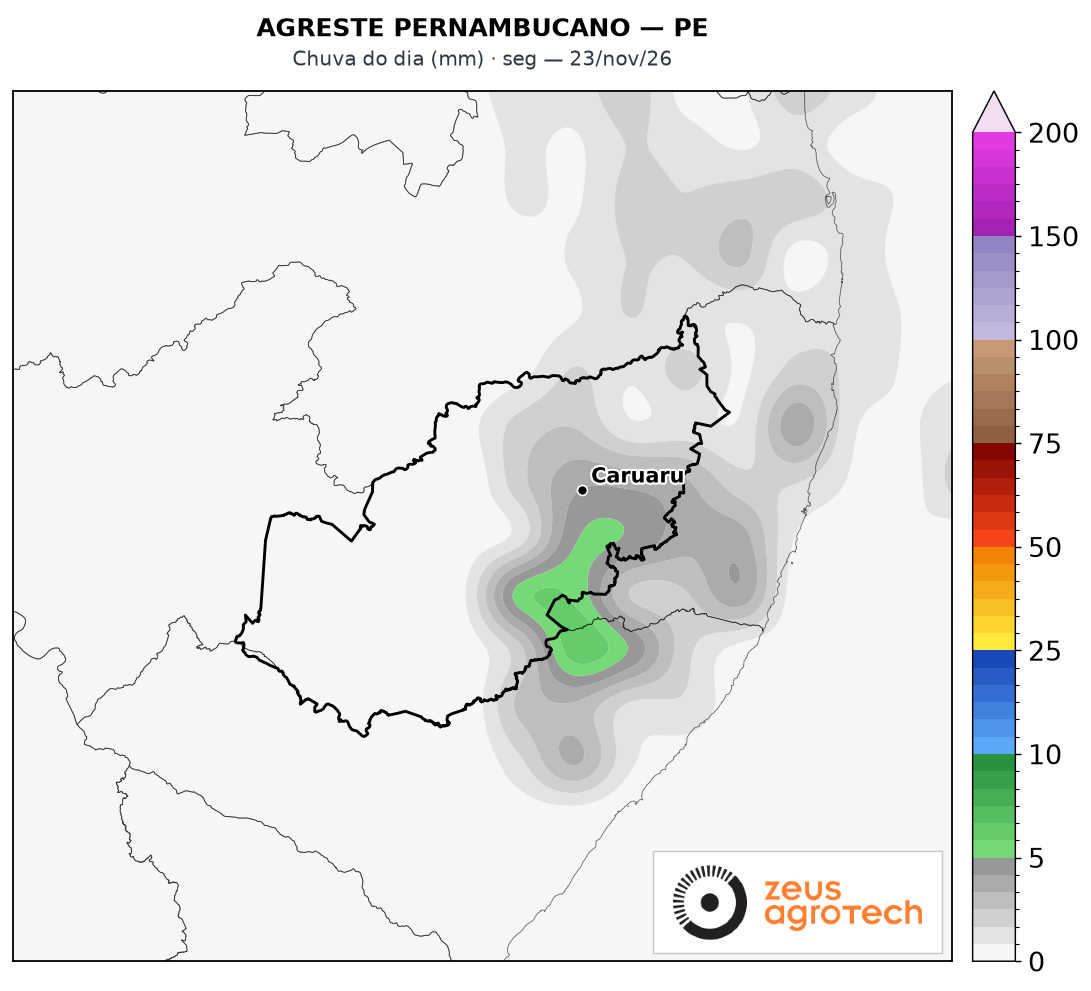 AGRESTE PERNAMBUCANO — PE
Chuva do dia (mm) · seg — 23/nov/26
200
150
100
75
50
25
10
5
0
Caruaru
zeus
agrotech